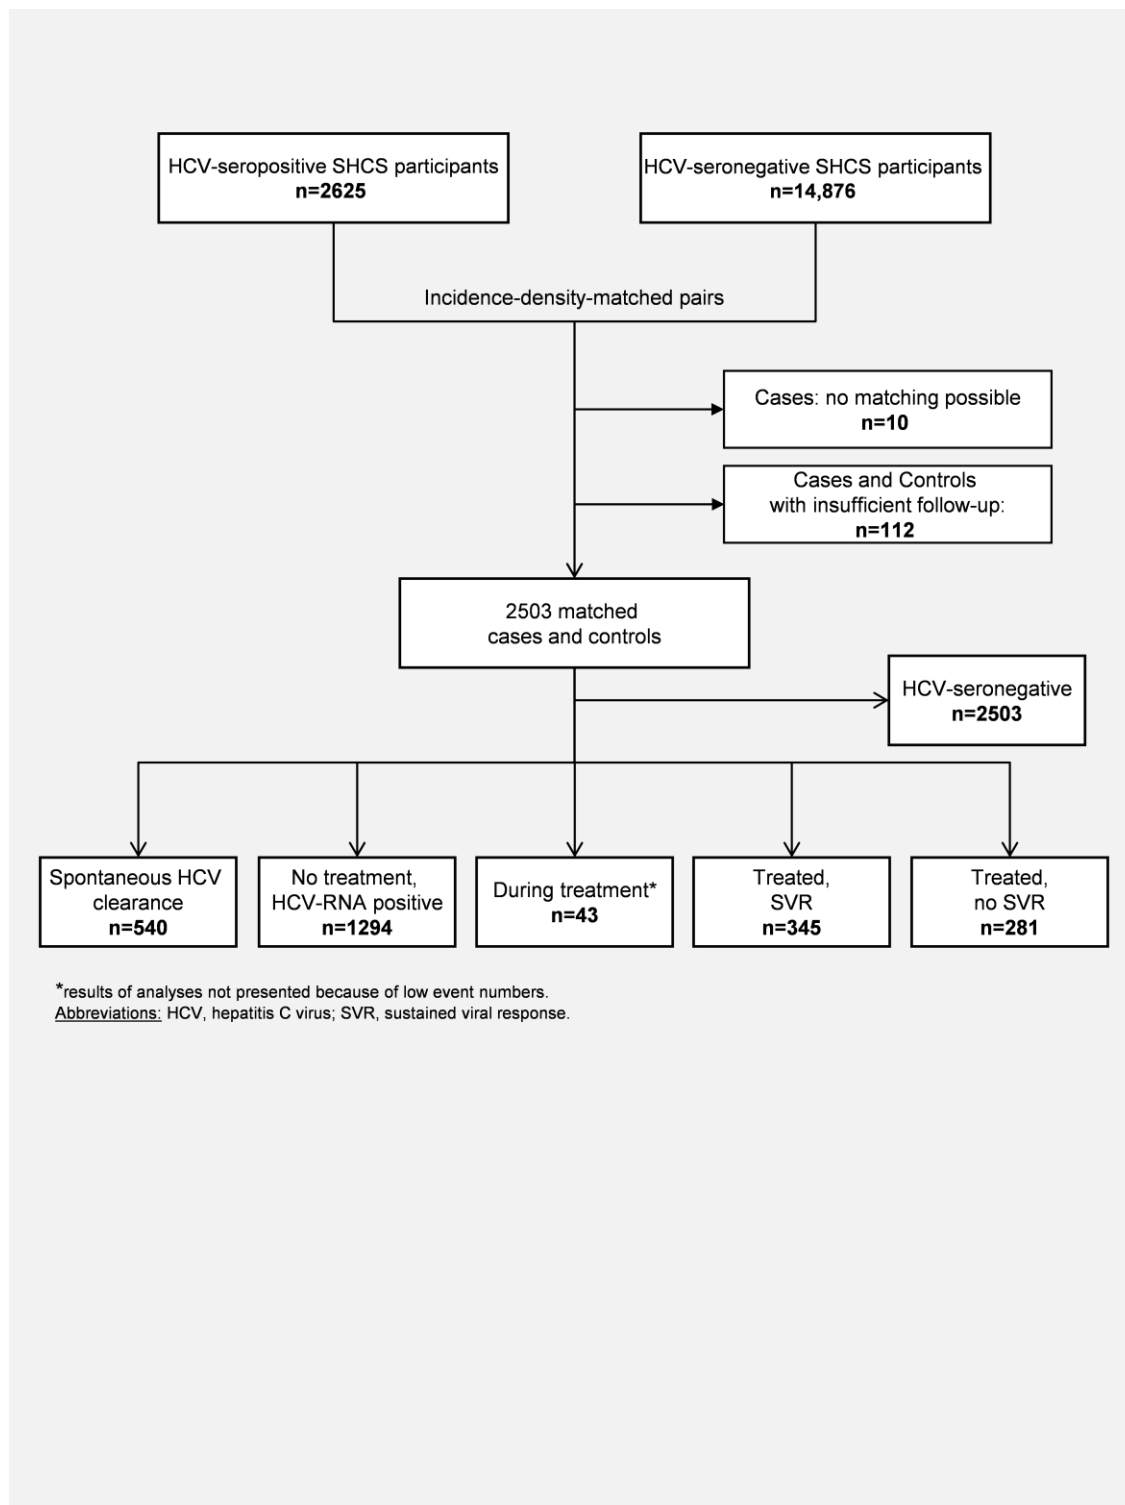 HCV-seropositive SHCS participants
n=2625
HCV-seronegative SHCS participants
n=14,876
Incidence-density-matched pairs
Cases: no matching possible
n=10
Cases and Controls
with insufficient follow-up:
n=112
2503 matched
cases and controls
HCV-seronegative
n=2503
Spontaneous HCV
clearance
n=540
No treatment,
HCV-RNA positive
n=1294
During treatment*
n=43
Treated,
SVR
n=345
Treated,
no SVR
n=281
*results of analyses not presented because of low event numbers.
Abbreviations: HCV, hepatitis C virus; SVR, sustained viral response.